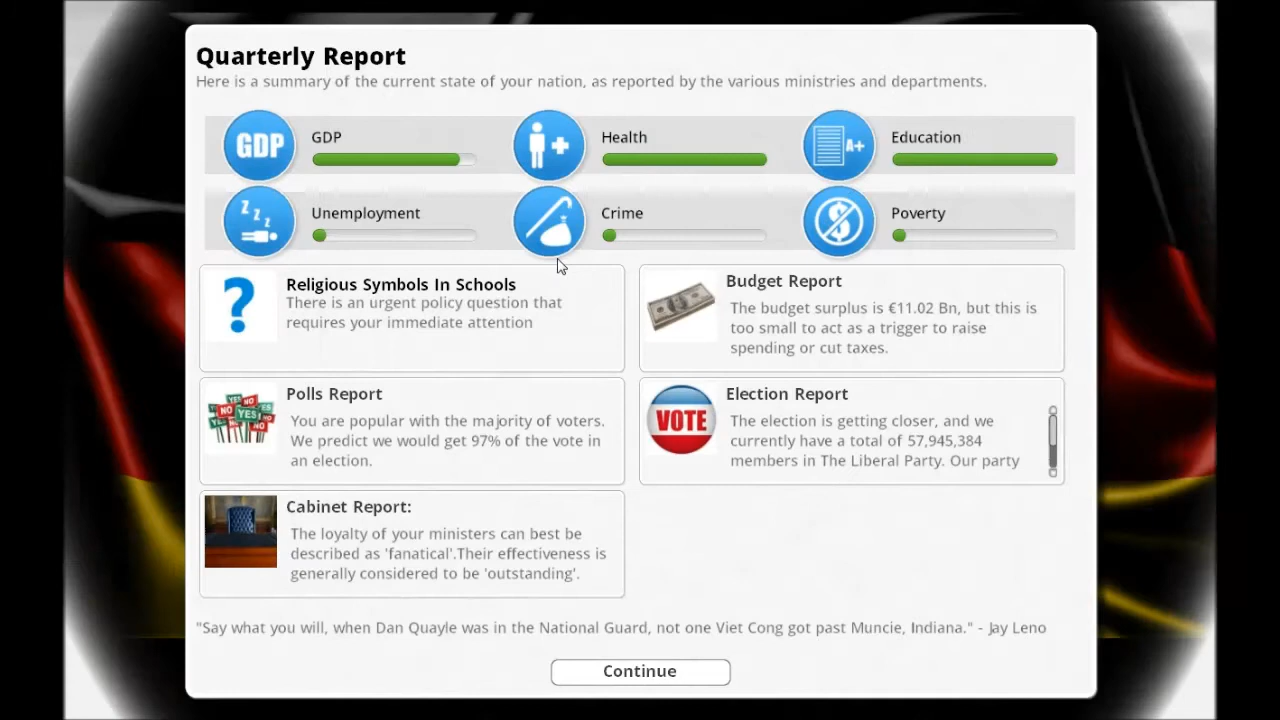 Quarterly Report
Here is a summary of the current state of your nation, as reported by the various ministries and departments.
GDP
GDP
Health
A+
Education
Z Z Z
Unemployment
Crime
$
Poverty
?
Religious Symbols In Schools
There is an urgent policy question that
requires your immediate attention
Budget Report
The budget surplus is €11.02 Bn, but this is
too small to act as a trigger to raise
spending or cut taxes.
YES
NO
YES
NO
NO
Polls Report
You are popular with the majority of voters.
We predict we would get 97% of the vote in
an election.
VOTE
Election Report
The election is getting closer, and we
currently have a total of 57,945,384
members in The Liberal Party. Our party
Cabinet Report:
The loyalty of your ministers can best be
described as 'fanatical'.Their effectiveness is
generally considered to be 'outstanding'.
"Say what you will, when Dan Quayle was in the National Guard, not one Viet Cong got past Muncie, Indiana." - Jay Leno
Continue